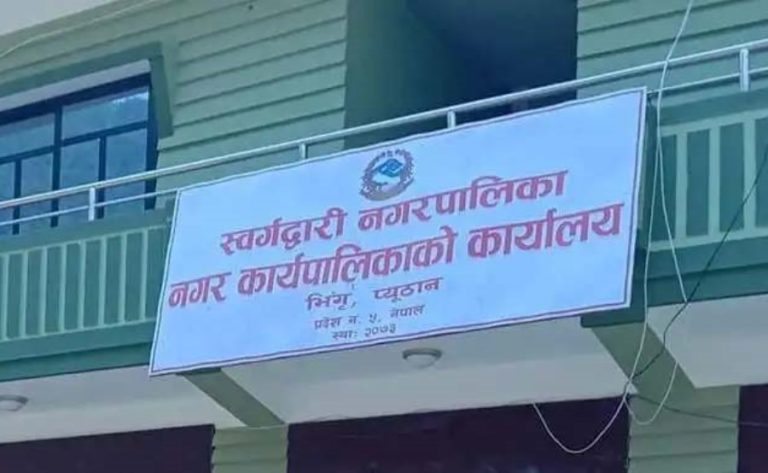 स्वर्गद्वारी नगरपालिका
नगर कार्यपालिकाको कार्यालय
भिंगृ, प्यूठान
प्रदेश न. ५, नेपाल
स्था: २०७३